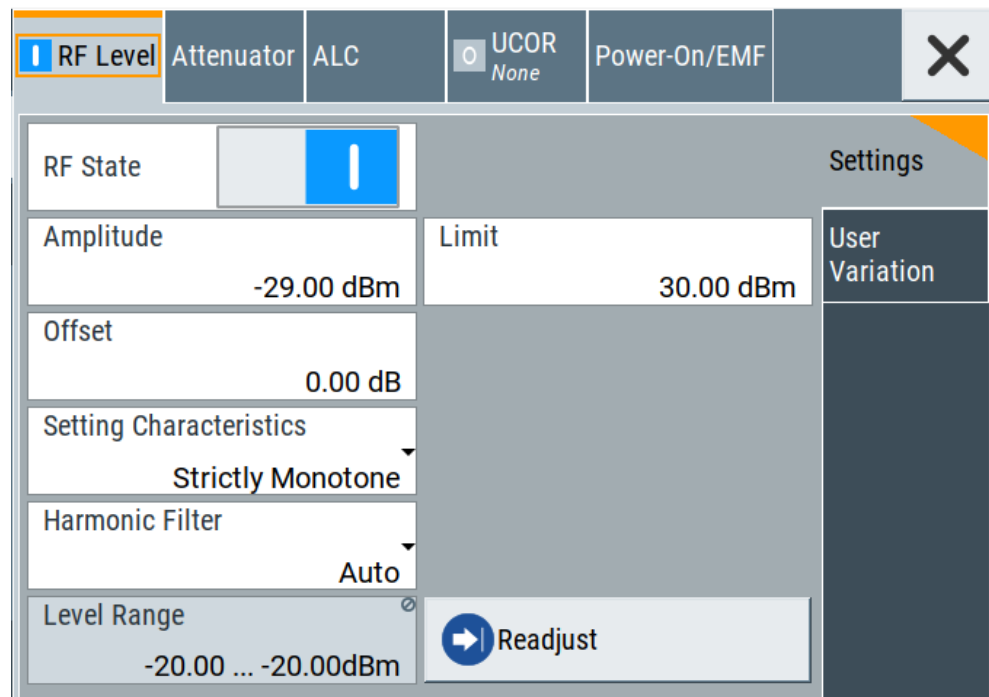 RF Level
Attenuator
ALC
UCOR
None
Power-On/EMF
RF State
Settings
Amplitude
-29.00 dBm
Limit
30.00 dBm
User
Variation
Offset
0.00 dB
Setting Characteristics
Strictly Monotone
Harmonic Filter
Auto
Level Range
-20.00 ... -20.00dBm
Readjust